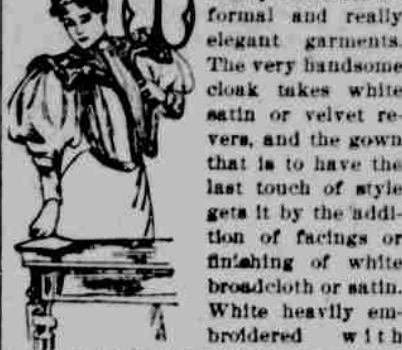 formal and really
elegant garments.
The very handsome
cloak takes white
satin or velvet re-
vers, and the gown
that is to have the
last touch of style
gets it by the addi-
tion of facings or
finishing of white
broadcloth or satin.
White heavily em-
broidered with